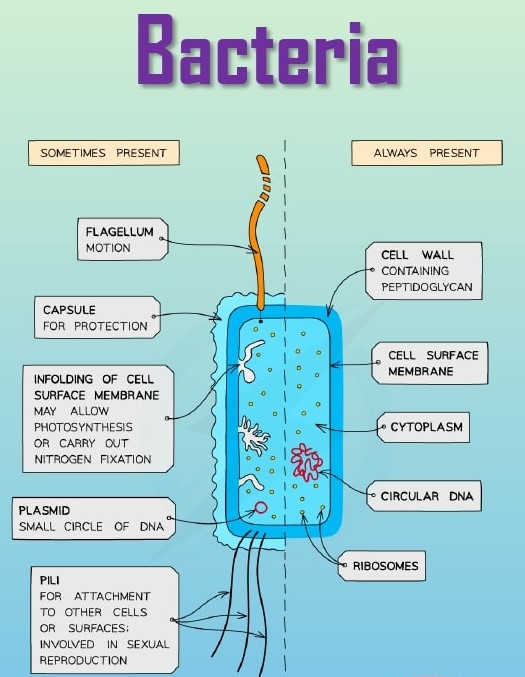 Bacteria
SOMETIMES PRESENT
ALWAYS PRESENT
FLAGELLUM
MOTION
CAPSULE
FOR PROTECTION
INFOLDING OF CELL
SURFACE MEMBRANE
MAY ALLOW
PHOTOSYNTHESIS
OR CARRY OUT
NITROGEN FIXATION
PLASMID
SMALL CIRCLE OF DNA
PILI
FOR ATTACHMENT
TO OTHER CELLS
OR SURFACES;
INVOLVED IN SEXUAL
REPRODUCTION
CELL WALL
CONTAINING
PEPTIDOGLYCAN
CELL SURFACE
MEMBRANE
CYTOPLASM
CIRCULAR DNA
RIBOSOMES